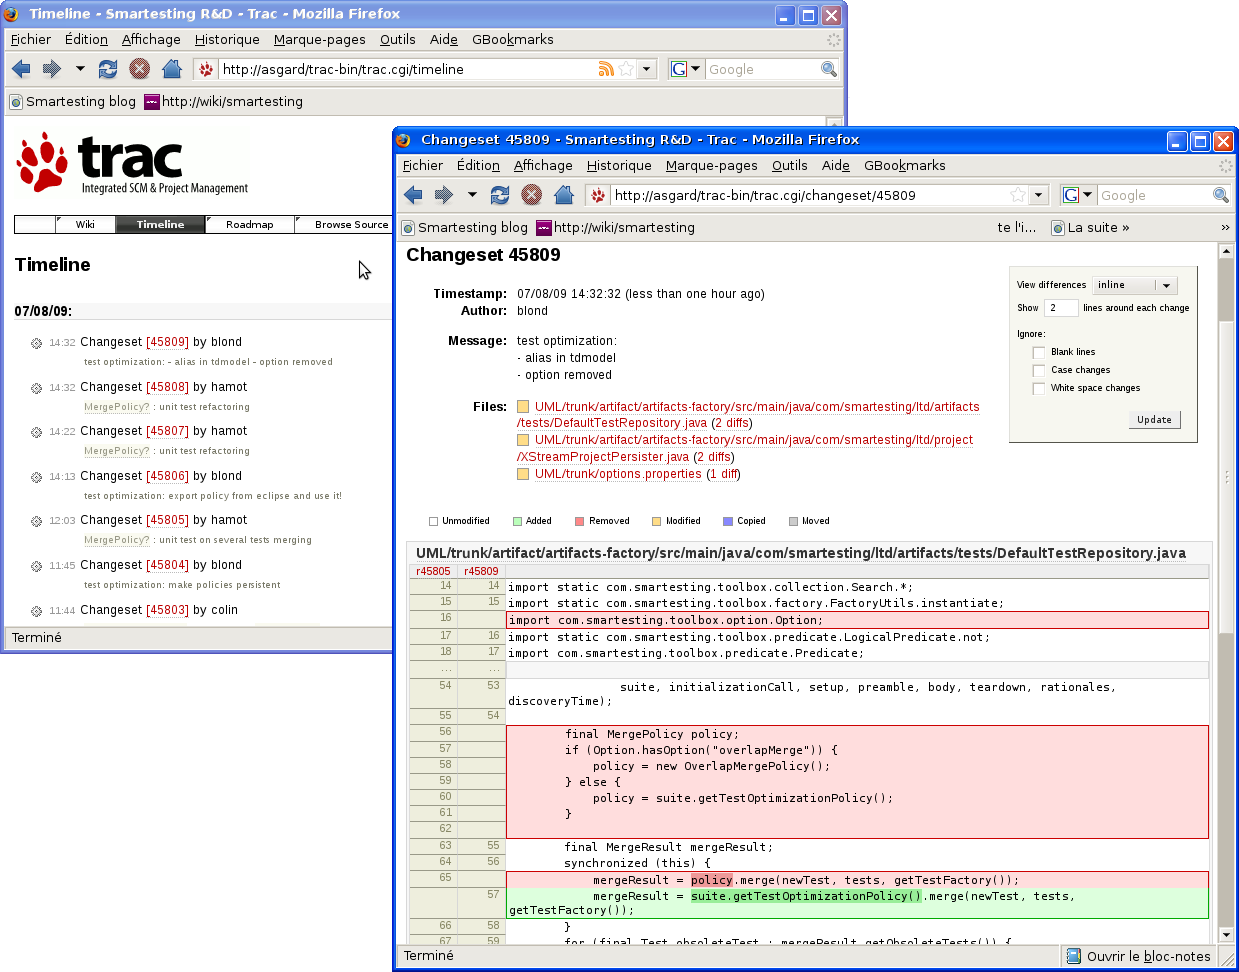 Timeline - Smartesting R&D - Trac - Mozilla Firefox
Fichier Édition Affichage Historique Marque-pages Outils Aide GBookmarks
http://asgard/trac-bin/trac.cgi/timeline
G Google
Smartesting blog http://wiki/smartesting
trac
Integrated SCM & Project Management
Wiki Timeline Roadmap Browse Source
Timeline
07/08/09:
14:32 Changeset [45809] by blond
test optimization: - alias in tdmodel - option removed
14:32 Changeset [45808] by hamot
MergePolicy? : unit test refactoring
14:22 Changeset [45807] by hamot
MergePolicy? : unit test refactoring
14:13 Changeset [45806] by blond
test optimization: export policy from eclipse and use it!
12:03 Changeset [45805] by hamot
MergePolicy? : unit test on several tests merging
11:45 Changeset [45804] by blond
test optimization: make policies persistent
11:44 Changeset [45803] by colin
Terminé
Changeset 45809 - Smartesting R&D - Trac - Mozilla Firefox
Fichier Édition Affichage Historique Marque-pages Outils Aide GBookmarks
http://asgard/trac-bin/trac.cgi/changeset/45809
G Google
Smartesting blog http://wiki/smartesting te l'i... La suite » »
Changeset 45809
Timestamp: 07/08/09 14:32:32 (less than one hour ago)
Author: blond
Message: test optimization:
- alias in tdmodel
- option removed
Files: UML/trunk/artifact/artifacts-factory/src/main/java/com/smartesting/ltd/artifacts
/tests/DefaultTestRepository.java (2 diffs)
UML/trunk/artifact/artifacts-factory/src/main/java/com/smartesting/ltd/project
/XStreamProjectPersister.java (2 diffs)
UML/trunk/options.properties (1 diff)
View differences inline
Show 2 lines around each change
Ignore:
Blank lines
Case changes
White space changes
Update
Unmodified Added Removed Modified Copied Moved
UML/trunk/artifact/artifacts-factory/src/main/java/com/smartesting/ltd/artifacts/tests/DefaultTestRepository.java
r45805 r45809
14 14 import static com.smartesting.toolbox.collection.Search.*;
15 15 import static com.smartesting.toolbox.factory.FactoryUtils.instantiate;
16 import com.smartesting.toolbox.option.Option;
17 16 import static com.smartesting.toolbox.predicate.LogicalPredicate.not;
18 17 import com.smartesting.toolbox.predicate.Predicate;
... ...
54 53 suite, initializationCall, setup, preamble, body, teardown, rationales,
discoveryTime);
55 54
56 final MergePolicy policy;
57 if (Option.hasOption("overlapMerge")) {
58 policy = new OverlapMergePolicy();
59 } else {
60 policy = suite.getTestOptimizationPolicy();
61 }
62
63 55 final MergeResult mergeResult;
64 56 synchronized (this) {
65 mergeResult = policy.merge(newTest, tests, getTestFactory());
57 mergeResult = suite.getTestOptimizationPolicy().merge(newTest, tests,
getTestFactory());
66 58 }
67 59 for (final Test obsoleteTest : mergeResult.getObsoleteTests()) {
Terminé
Ouvrir le bloc-notes